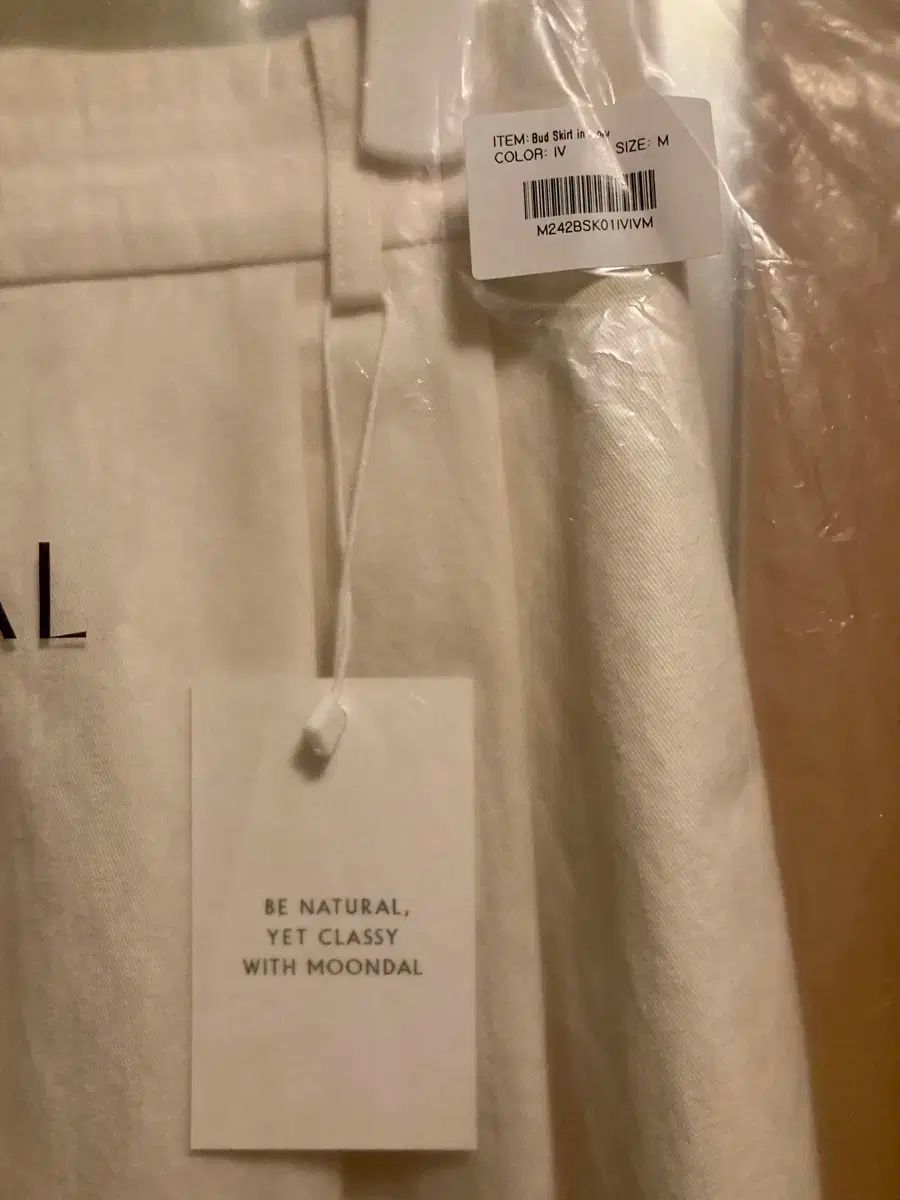 ITEM: Bud Skirt in
COLOR: IV SIZE: M
M242BSK01IVIVM
AL
BE NATURAL,
YET CLASSY
WITH MOONDAL